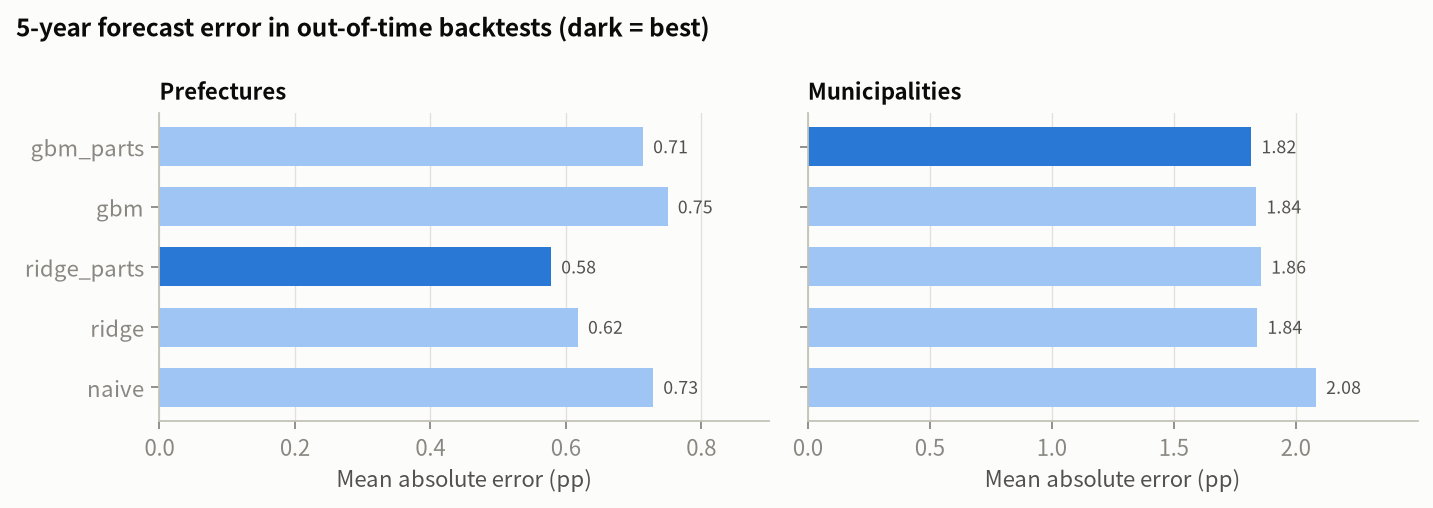 5-year forecast error in out-of-time backtests (dark = best)
Prefectures
gbm_parts
0.71
gbm
0.75
ridge_parts
0.58
ridge
0.62
naive
0.73
0.0 0.2 0.4 0.6 0.8
Mean absolute error (pp)
Municipalities
1.82
1.84
1.86
1.84
2.08
0.0 0.5 1.0 1.5 2.0
Mean absolute error (pp)